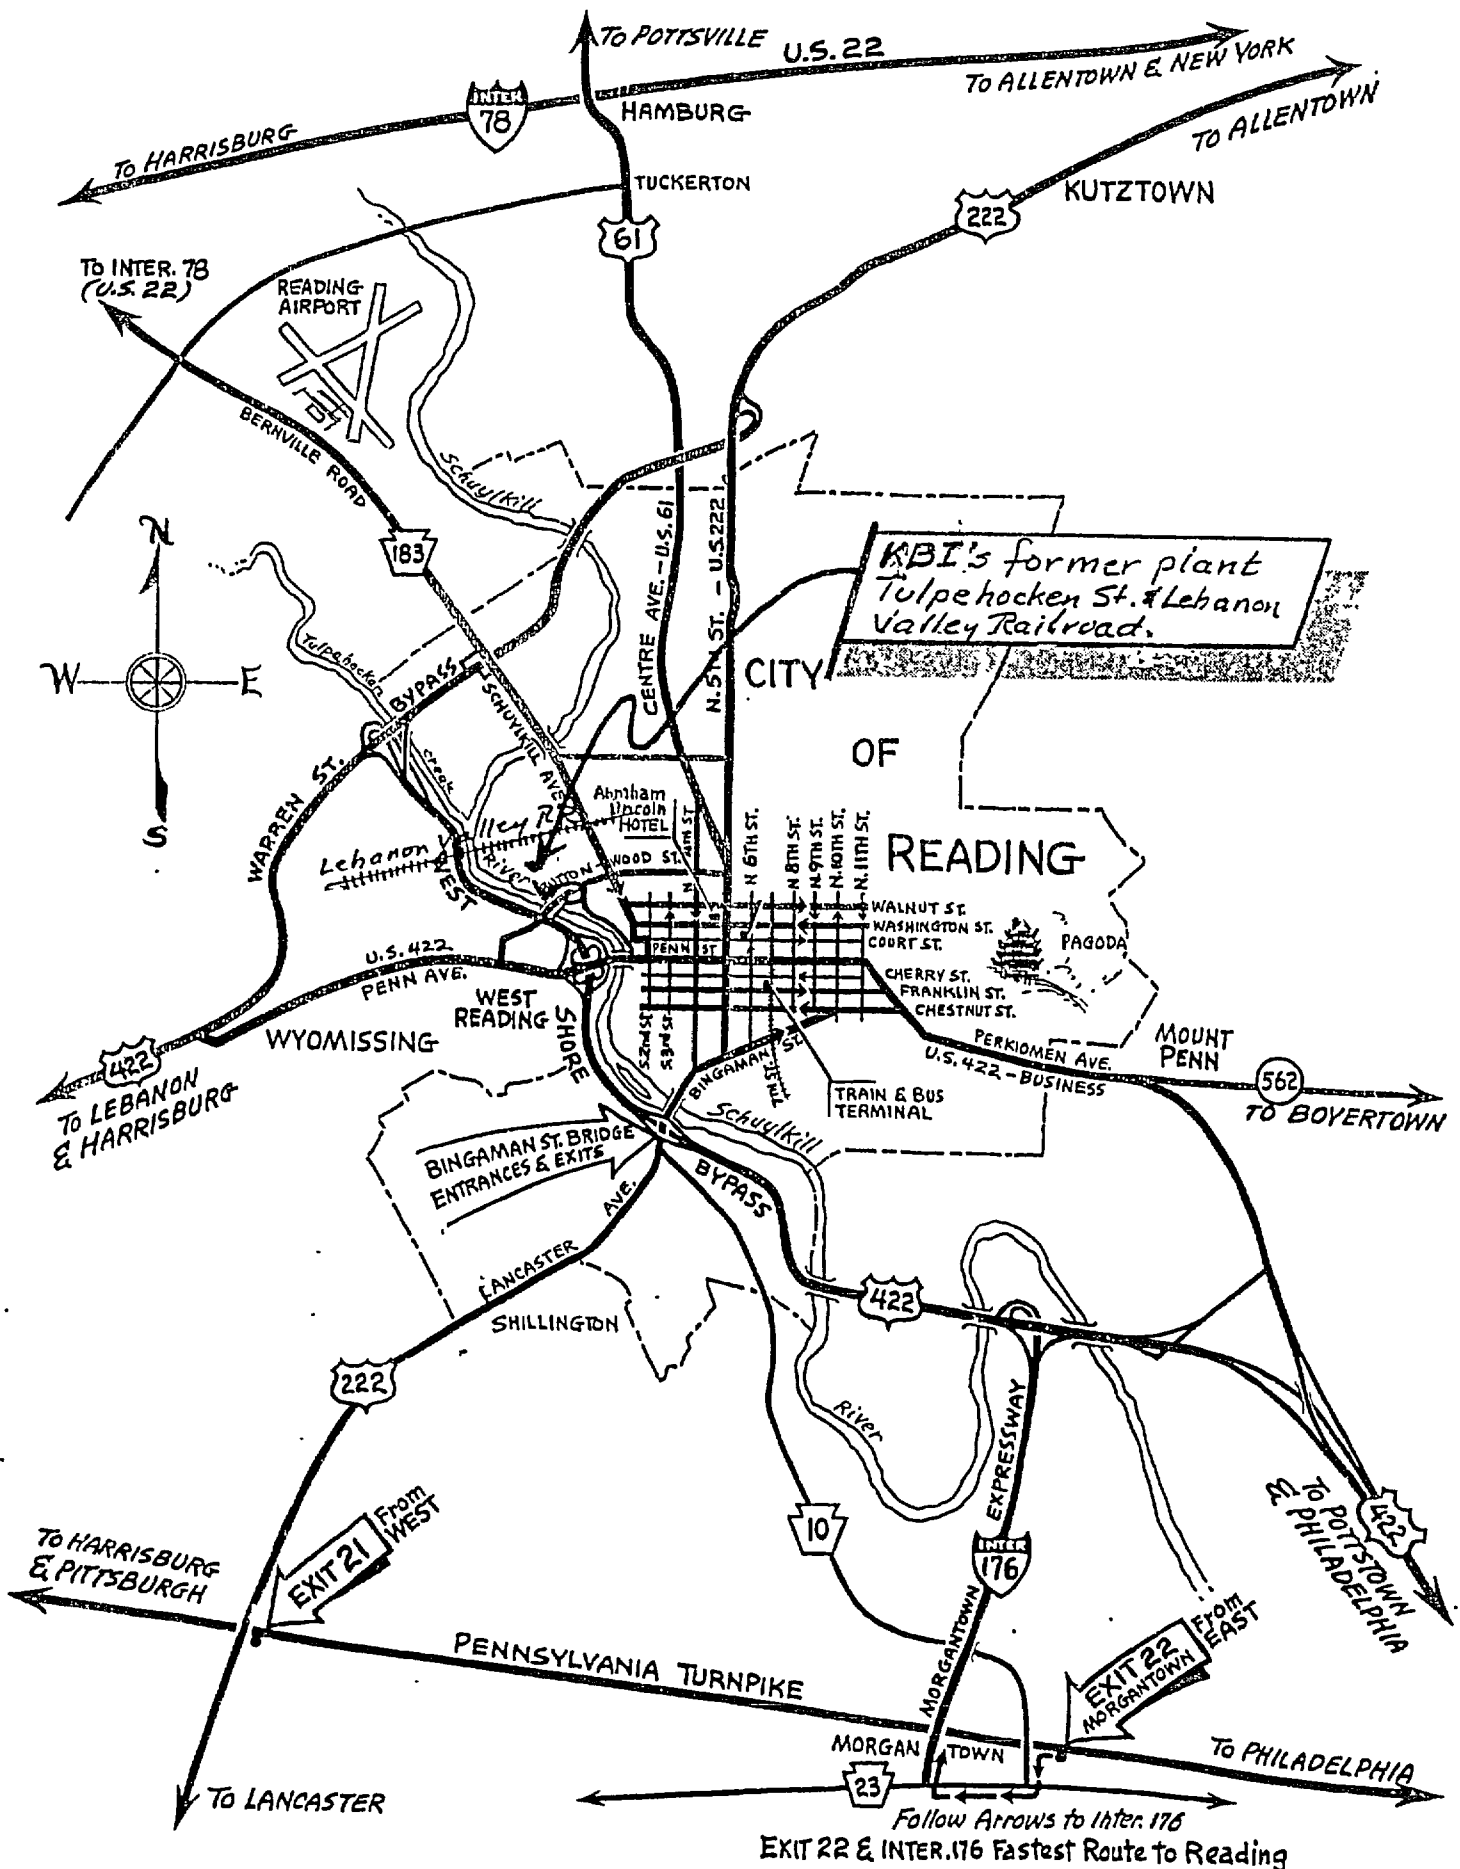 TO POTTSVILLE
U.S. 22
TO ALLENTOWN & NEW YORK
INTER
78
HAMBURG
TO HARRISBURG
TO ALLENTOWN
TUCKERTON
KUTZTOWN
222
61
TO INTER. 78
(U.S. 22)
READING
AIRPORT
BERNVILLE ROAD
Schuylkill
183
N
W
E
S
CENTRE AVE. - U.S. 61
N. 5TH ST. - U.S. 222
KBI's former plant
Tulpehocken St. & Lebanon
Valley Railroad.
CITY
OF
READING
Tulpehocken
Creek
BYPASS
SCHUYLKILL AVE.
WARREN ST.
Abraham
Lincoln
HOTEL
Lebanon Valley R
River
WEST
BUTTON
WOOD ST.
N. 4TH ST.
N. 6TH ST.
N. 8TH ST.
N. 9TH ST.
N. 10TH ST.
N. 11TH ST.
WALNUT ST.
WASHINGTON ST.
COURT ST.
PENN ST
CHERRY ST.
FRANKLIN ST.
CHESTNUT ST.
PAGODA
U.S. 422
PENN AVE.
WEST
READING
WYOMISSING
SHORE
S. 2nd ST.
S. 3rd ST.
BINGAMAN ST.
422
TO LEBANON
& HARRISBURG
PERKIOMEN AVE.
U.S. 422 - BUSINESS
MOUNT
PENN
562
TO BOYERTOWN
TRAIN & BUS
TERMINAL
Schuylkill
BINGAMAN ST. BRIDGE
ENTRANCES & EXITS
BYPASS
LANCASTER AVE.
SHILLINGTON
422
222
River
EXPRESSWAY
10
INTER
176
MORGANTOWN
422
TO POTTSTOWN
& PHILADELPHIA
TO HARRISBURG
& PITTSBURGH
EXIT 21
From
WEST
PENNSYLVANIA TURNPIKE
EXIT 22
MORGANTOWN
From
EAST
MORGAN TOWN
23
TO PHILADELPHIA
TO LANCASTER
Follow Arrows to Inter. 176
EXIT 22 & INTER. 176 Fastest Route to Reading